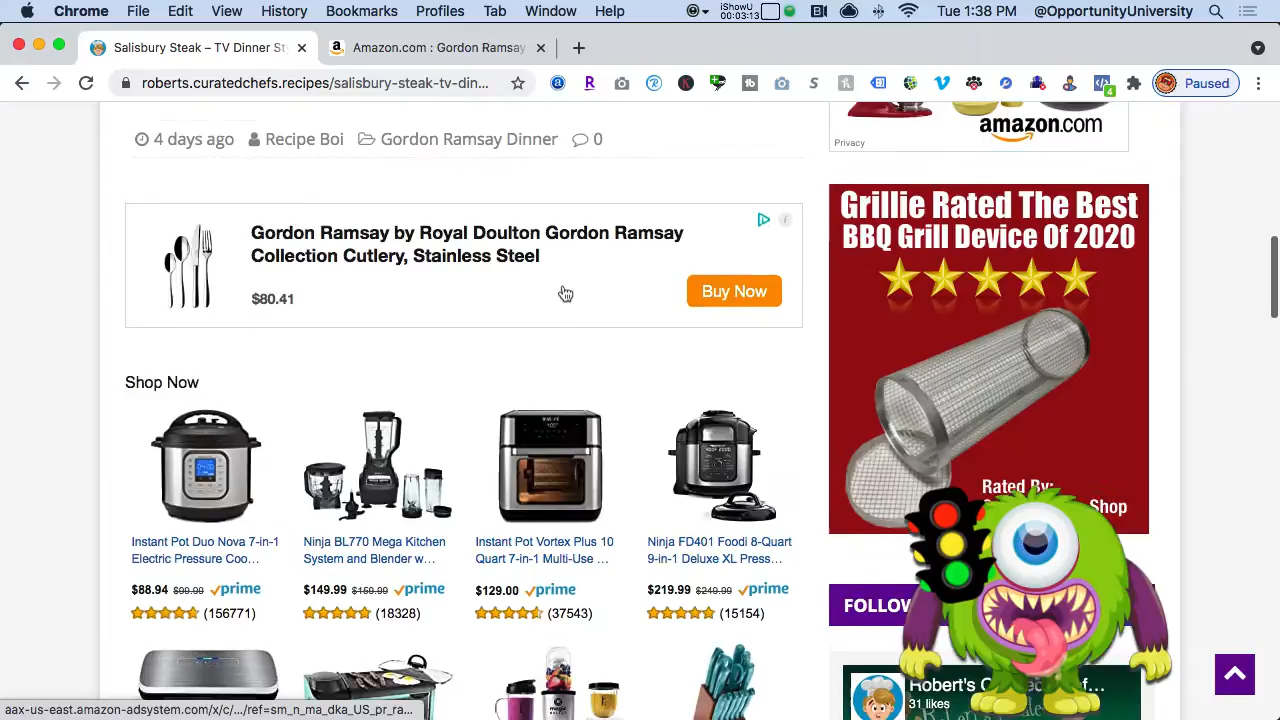 Chrome File Edit View History Bookmarks Profiles Tab Window Help iShowU 00:03:13 Tue 1:38 PM @OpportunityUniversity
Salisbury Steak – TV Dinner St
Amazon.com : Gordon Ramsay
roberts.curatedchefs.recipes/salisbury-steak-tv-din...
4
Paused
4 days ago Recipe Boi Gordon Ramsay Dinner 0
amazon.com
Privacy
Gordon Ramsay by Royal Doulton Gordon Ramsay
Collection Cutlery, Stainless Steel
$80.41
Buy Now
Grillie Rated The Best
BBQ Grill Device Of 2020
Rated By:
Shop
Shop Now
Instant Pot Duo Nova 7-in-1
Electric Pressure Coo...
$88.94 $99.99 prime
(156771)
Ninja BL770 Mega Kitchen
System and Blender w...
$149.99 $159.00 prime
(18328)
Instant Pot Vortex Plus 10
Quart 7-in-1 Multi-Use ...
$129.00 prime
(37543)
Ninja FD401 Foodi 8-Quart
9-in-1 Deluxe XL Press...
$219.99 $249.99 prime
(15154)
FOLLOW
Robert's C
31 likes
aax-us-east.amazon-adsystem.com/x/c/.../ref=sm_n_ma_dka_US_pr_ra...